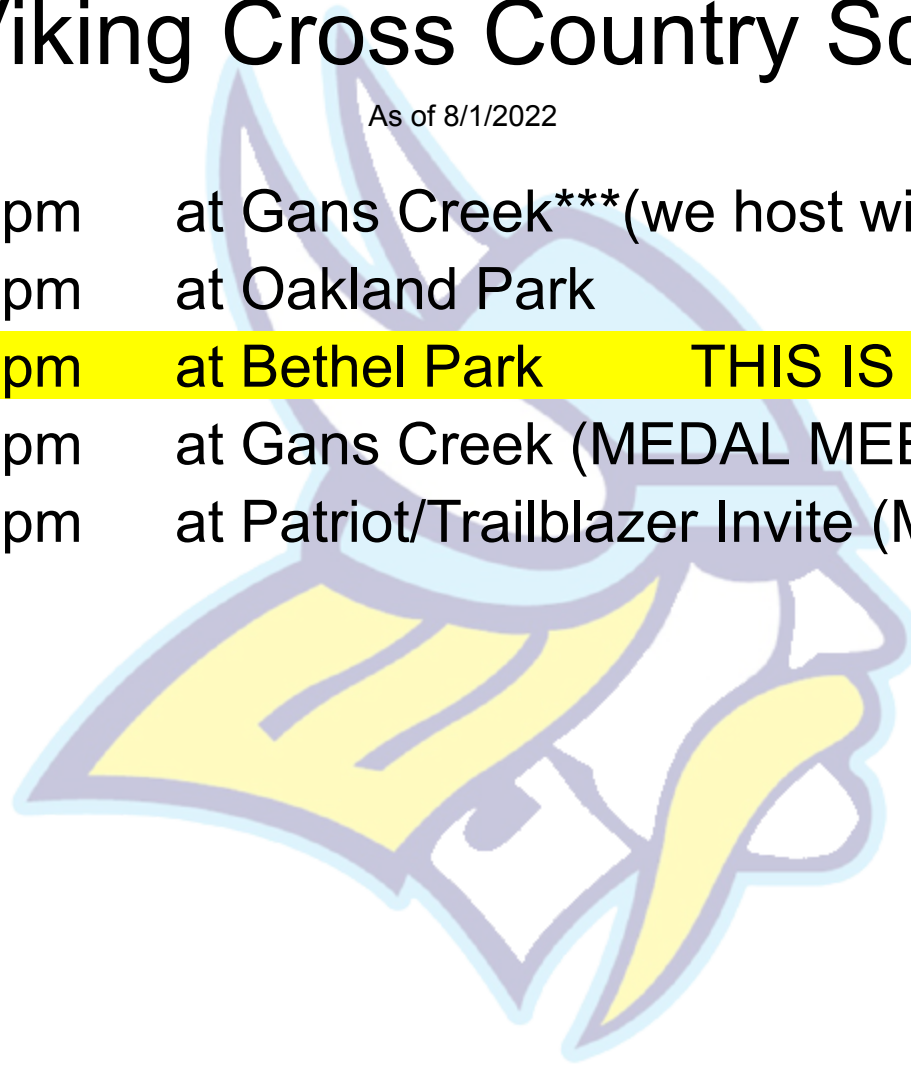 Viking Cross Country Sc
As of 8/1/2022
pm at Gans Creek***(we host wi
pm at Oakland Park
pm at Bethel Park THIS IS
pm at Gans Creek (MEDAL MEE
pm at Patriot/Trailblazer Invite (M